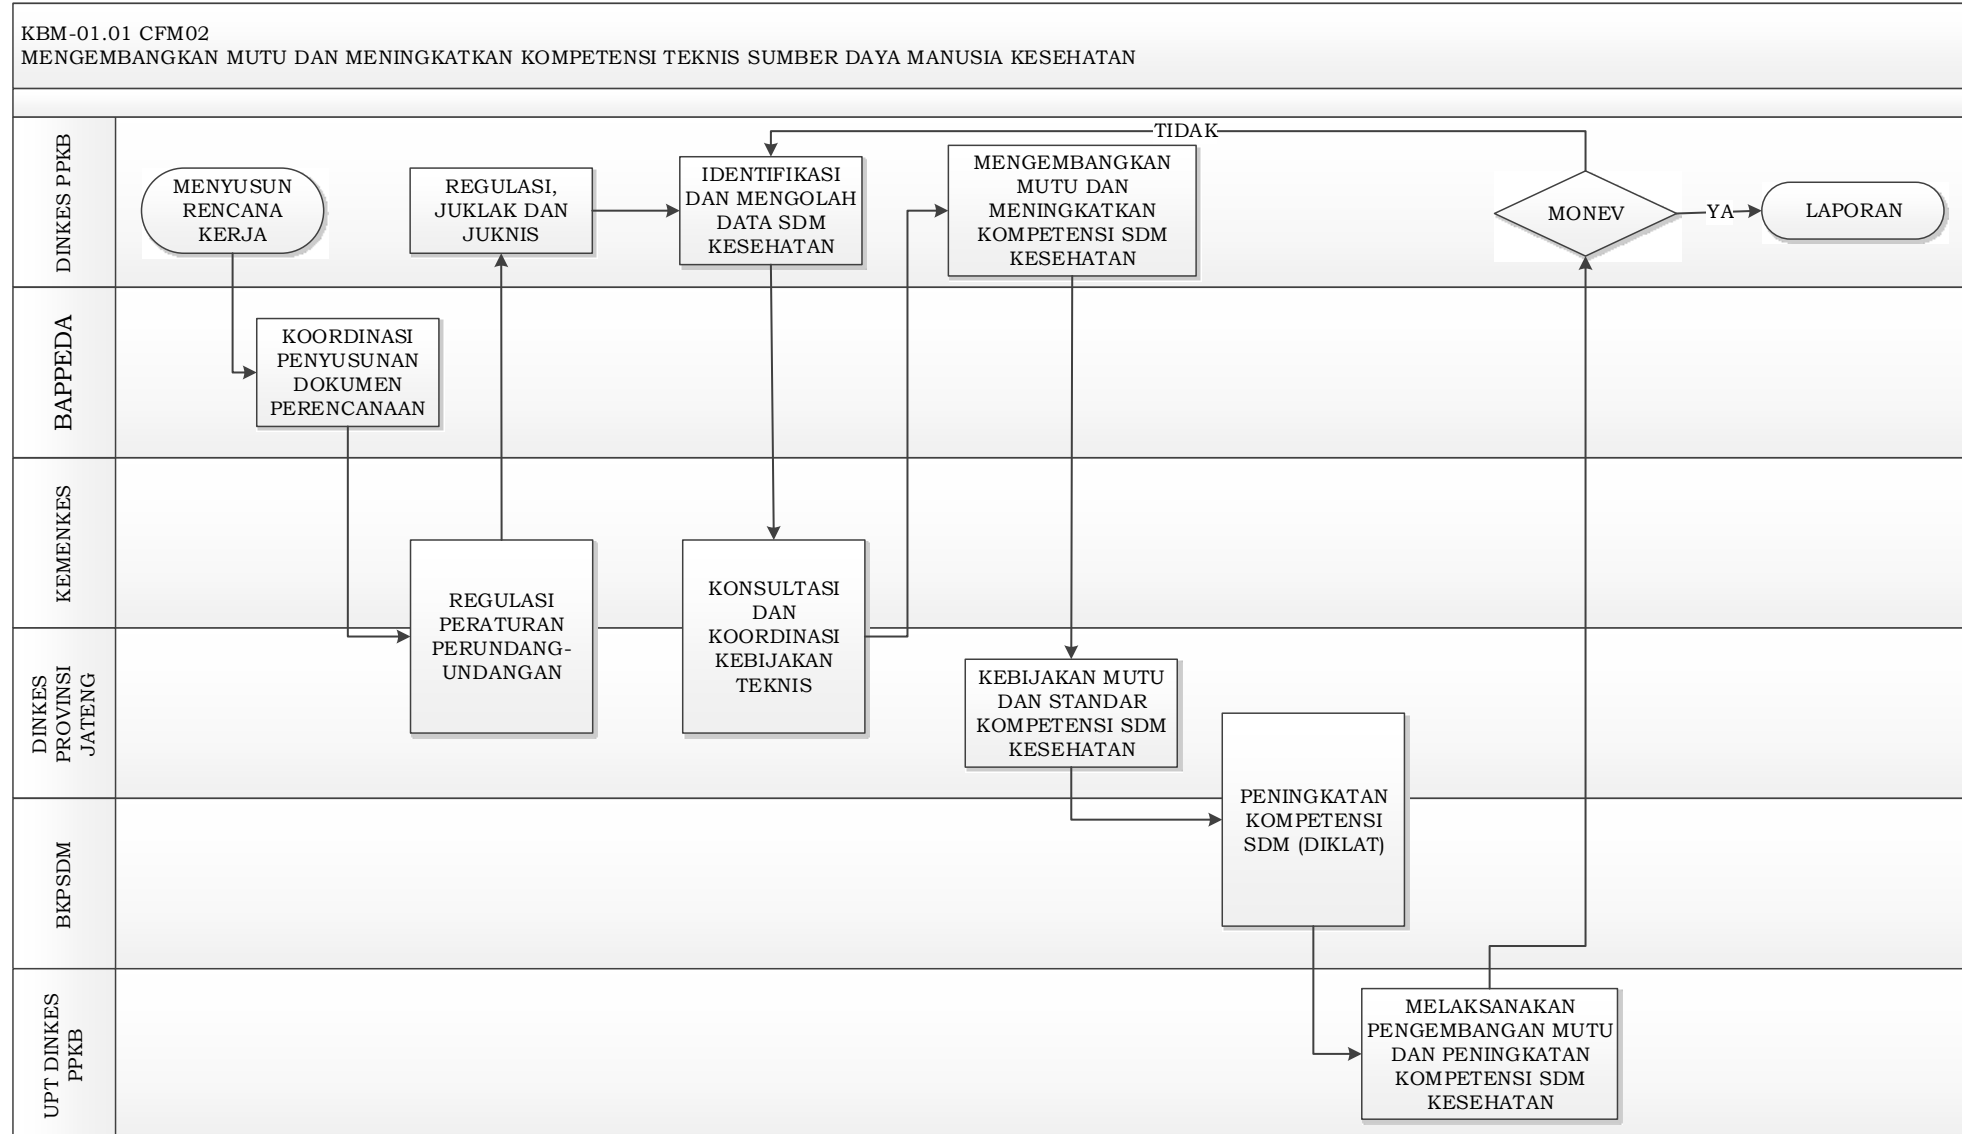 KBM-01.01 CFM02
MENGEMBANGKAN MUTU DAN MENINGKATKAN KOMPETENSI TEKNIS SUMBER DAYA MANUSIA KESEHATAN
DINKES PPKB
MENYUSUN
RENCANA
KERJA
REGULASI,
JUKLAK DAN
JUKNIS
IDENTIFIKASI
DAN MENGOLAH
DATA SDM
KESEHATAN
MENGEMBANGKAN
MUTU DAN
MENINGKATKAN
KOMPETENSI SDM
KESEHATAN
TIDAK
MONEV
YA
LAPORAN
BAPPEDA
KOORDINASI
PENYUSUNAN
DOKUMEN
PERENCANAAN
KEMENKES
REGULASI
PERATURAN
PERUNDANG-
UNDANGAN
KONSULTASI
DAN
KOORDINASI
KEBIJAKAN
TEKNIS
DINKES
PROVINSI
JATENG
KEBIJAKAN MUTU
DAN STANDAR
KOMPETENSI SDM
KESEHATAN
PENINGKATAN
KOMPETENSI
SDM (DIKLAT)
BKPSDM
UPT DINKES
PPKB
MELAKSANAKAN
PENGEMBANGAN MUTU
DAN PENINGKATAN
KOMPETENSI SDM
KESEHATAN